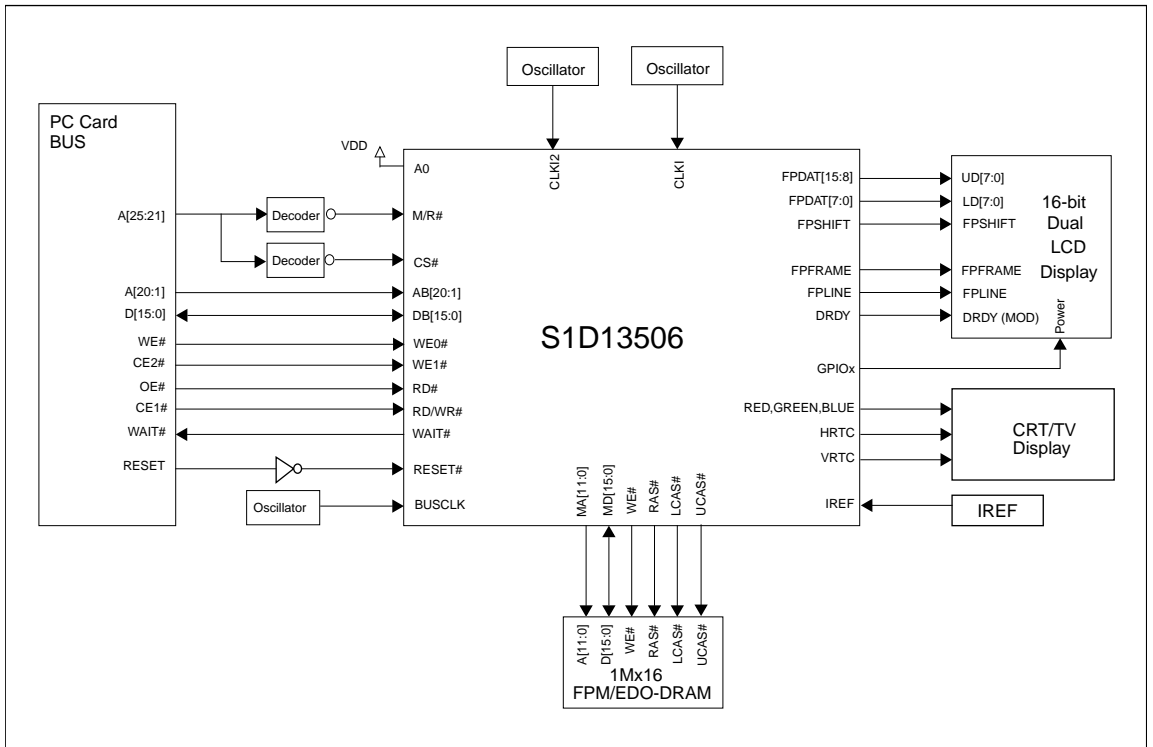 Oscillator
Oscillator
PC Card
BUS
VDD
A0
CLKI2
CLKI
A[25:21]
Decoder
M/R#
Decoder
CS#
A[20:1]
AB[20:1]
D[15:0]
DB[15:0]
WE#
WE0#
CE2#
WE1#
OE#
RD#
CE1#
RD/WR#
WAIT#
WAIT#
RESET
RESET#
Oscillator
BUSCLK
S1D13506
FPDAT[15:8]
UD[7:0]
FPDAT[7:0]
LD[7:0]
FPSHIFT
FPSHIFT
16-bit
Dual
LCD
Display
FPFRAME
FPFRAME
FPLINE
FPLINE
DRDY
DRDY (MOD)
Power
GPIOx
RED,GREEN,BLUE
HRTC
VRTC
CRT/TV
Display
IREF
IREF
MA[11:0]
MD[15:0]
WE#
RAS#
LCAS#
UCAS#
A[11:0]
D[15:0]
WE#
RAS#
LCAS#
UCAS#
1Mx16
FPM/EDO-DRAM